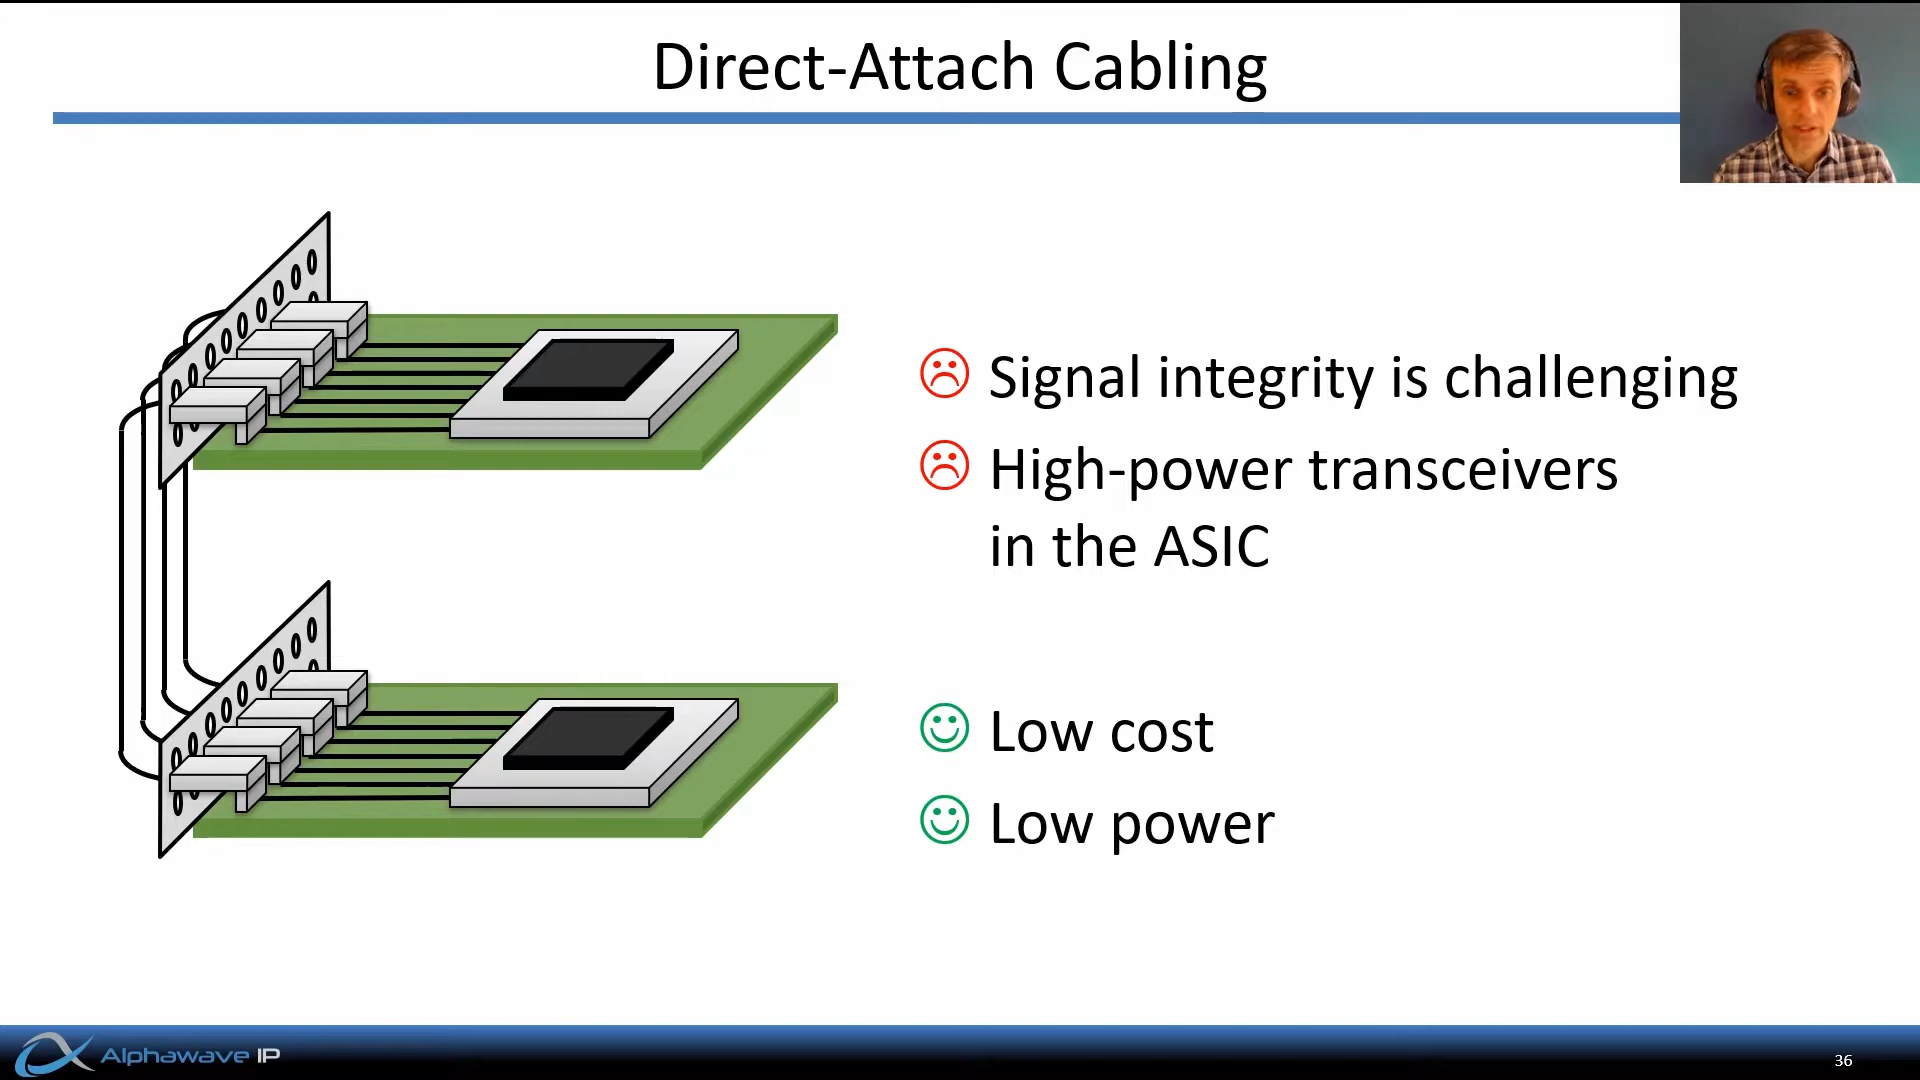 Direct-Attach Cabling
Signal integrity is challenging
High-power transceivers
in the ASIC
Low cost
Low power
Alphawave IP
36